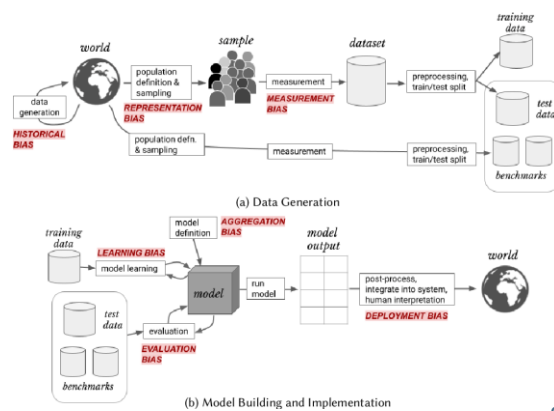 world
data
generation
HISTORICAL
BIAS
population
definition &
sampling
REPRESENTATION
BIAS
sample
measurement
MEASUREMENT
BIAS
dataset
preprocessing,
train/test split
training
data
test
data
benchmarks
population defn.
& sampling
measurement
preprocessing,
train/test split
(a) Data Generation
training
data
LEARNING BIAS
model learning
model
definition
AGGREGATION
BIAS
model
test
data
benchmarks
evaluation
EVALUATION
BIAS
run
model
model
output
post-process,
integrate into system,
human interpretation
DEPLOYMENT BIAS
world
(b) Model Building and Implementation